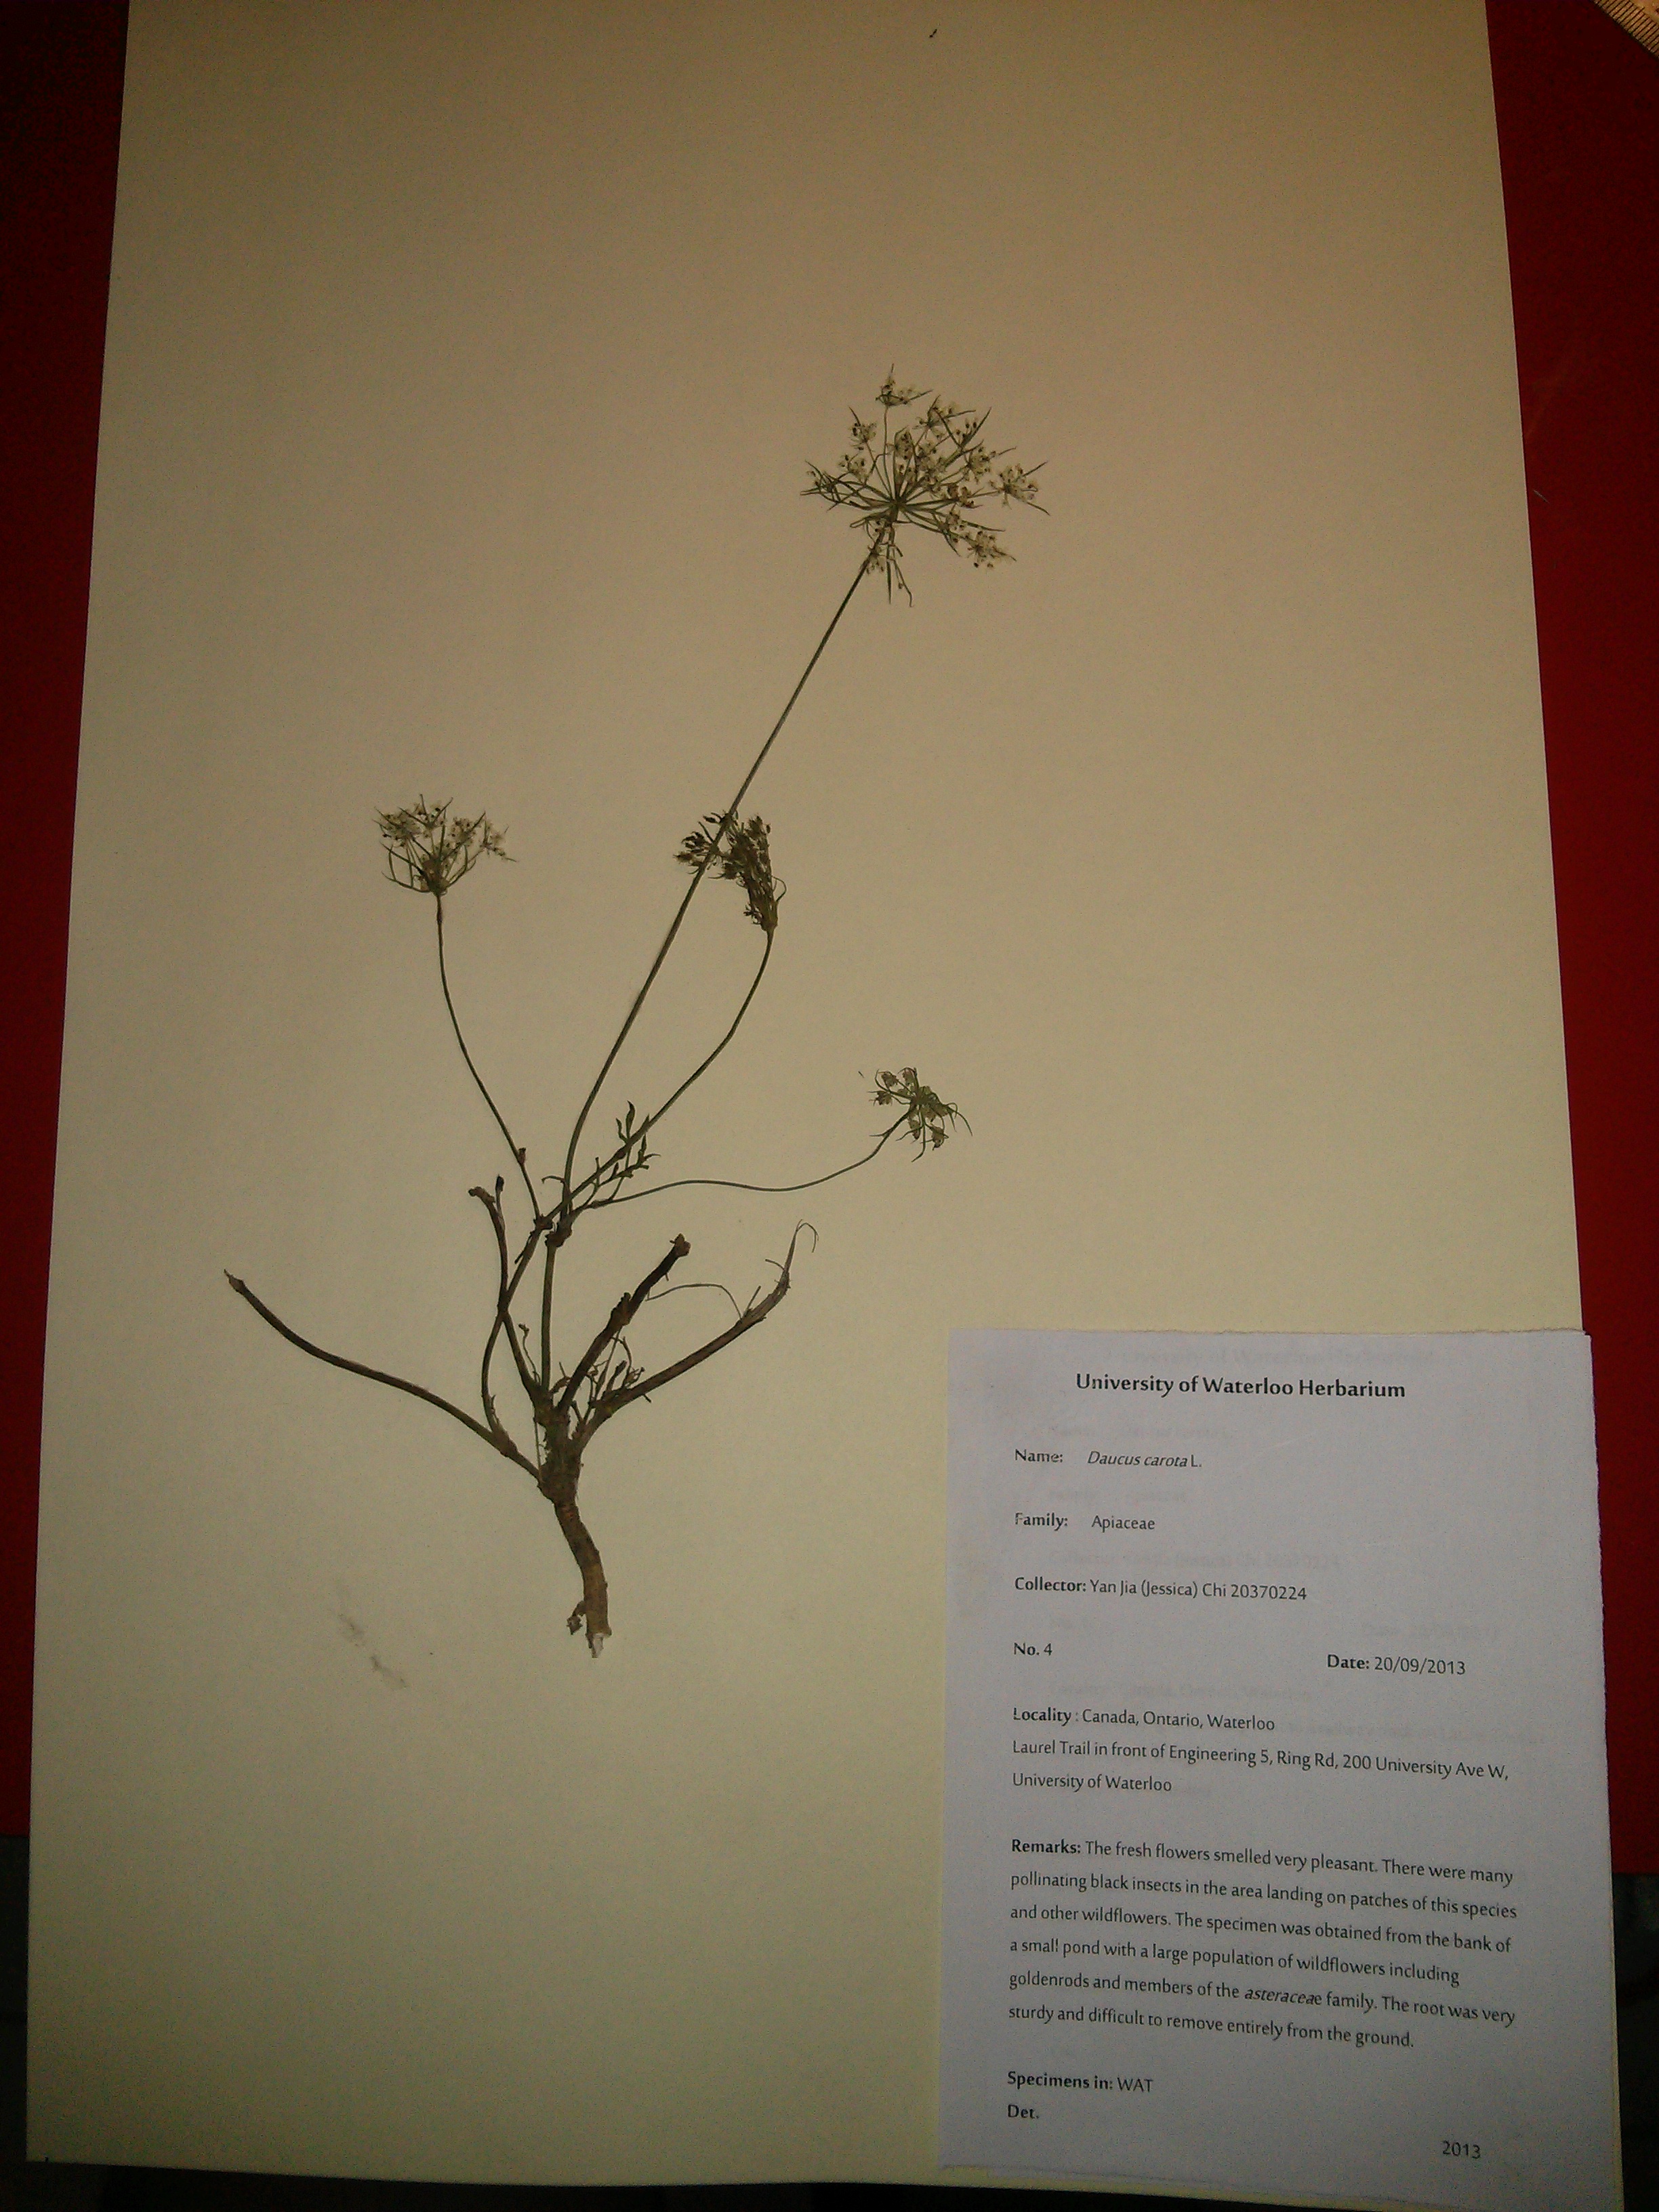 University of Waterloo Herbarium
Name: Daucus carota L.
Family: Apiaceae
Collector: Yan Jia (Jessica) Chi 20370224
No. 4
Date: 20/09/2013
Locality : Canada, Ontario, Waterloo
Laurel Trail in front of Engineering 5, Ring Rd, 200 University Ave W,
University of Waterloo
Remarks: The fresh flowers smelled very pleasant. There were many
pollinating black insects in the area landing on patches of this species
and other wildflowers. The specimen was obtained from the bank of
a small pond with a large population of wildflowers including
goldenrods and members of the asteraceae family. The root was very
sturdy and difficult to remove entirely from the ground.
Specimens in: WAT
Det.
2013